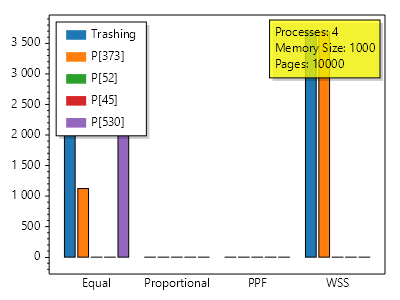 Trashing
P[373]
P[52]
P[45]
P[530]
Processes: 4
Memory Size: 1000
Pages: 10000
3 500
3 000
2 500
2 000
1 500
1 000
500
0
Equal Proportional PPF WSS